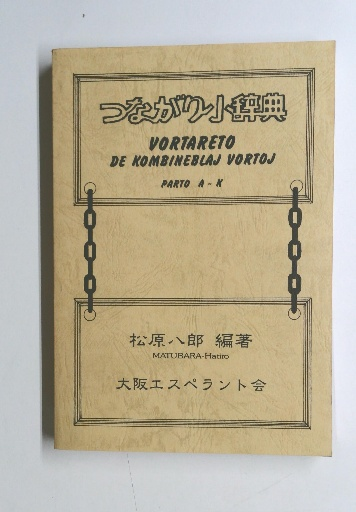 つながり小辞典
VORTARETO
DE KOMBINEBLAJ VORTOJ
PARTO A - K
松原八郎 編著
MATUBARA-Hatiro
大阪エスペラント会